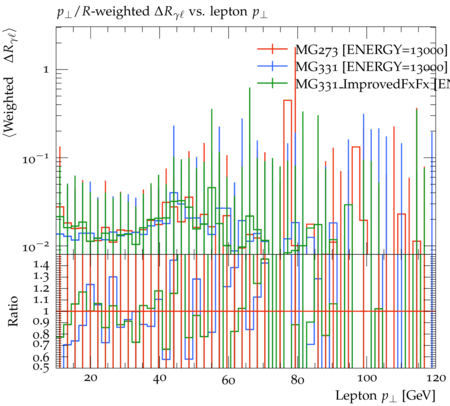 p⊥/R-weighted ΔRγℓ vs. lepton p⊥
⟨Weighted ΔRγℓ⟩
1
10⁻¹
10⁻²
MG273 [ENERGY=13000]
MG331 [ENERGY=13000]
MG331_ImprovedFxFx [EN
Ratio
1.4
1.3
1.2
1.1
1
0.9
0.8
0.7
0.6
0.5
20 40 60 80 100 120
Lepton p⊥ [GeV]